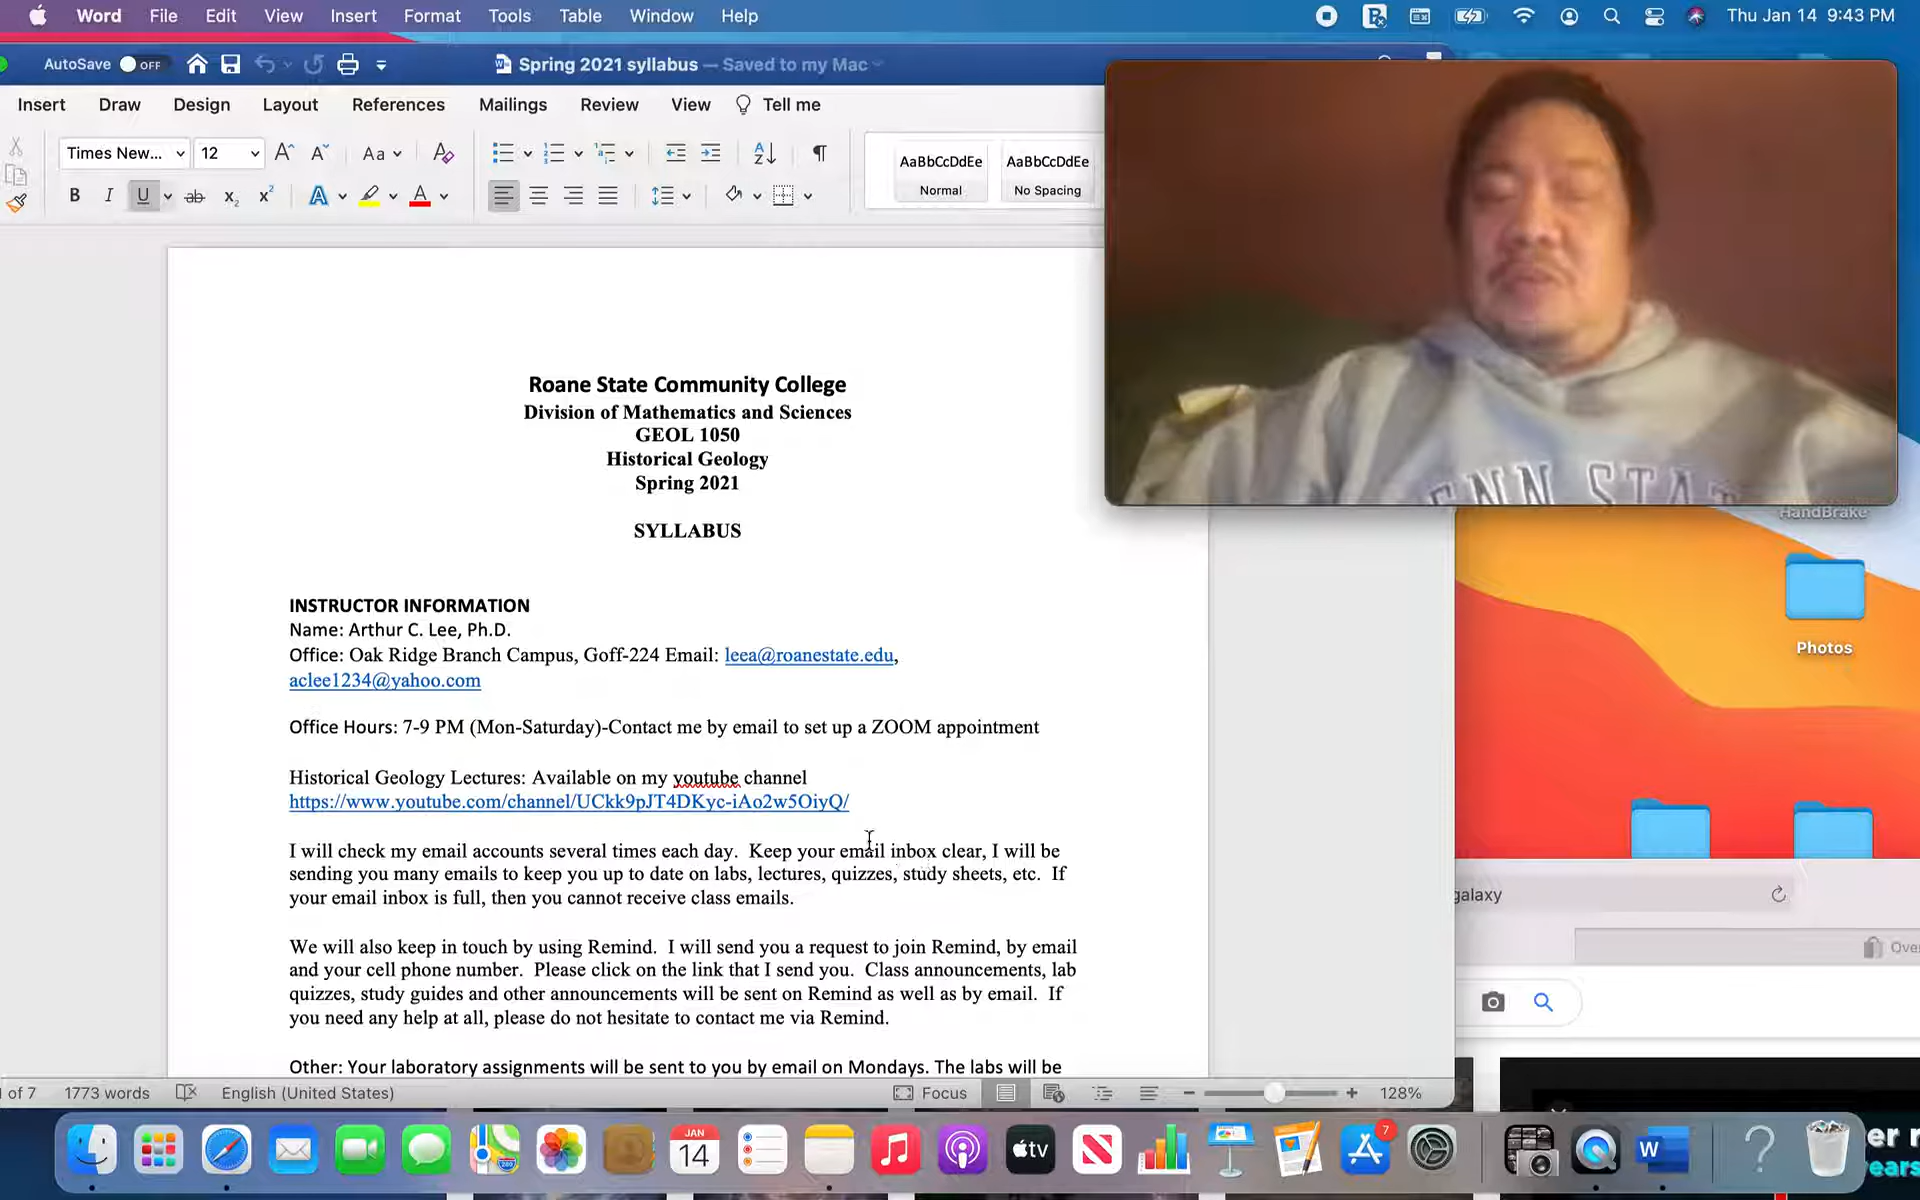 Word File Edit View Insert Format Tools Table Window Help Thu Jan 14 9:43 PM
AutoSave OFF Spring 2021 syllabus — Saved to my Mac
Insert Draw Design Layout References Mailings Review View Tell me
Times New... 12 Aa AaBbCcDdEe AaBbCcDdEe
Normal No Spacing
Roane State Community College
Division of Mathematics and Sciences
GEOL 1050
Historical Geology
Spring 2021
SYLLABUS
INSTRUCTOR INFORMATION
Name: Arthur C. Lee, Ph.D.
Office: Oak Ridge Branch Campus, Goff-224 Email: leea@roanestate.edu,
aclee1234@yahoo.com
Office Hours: 7-9 PM (Mon-Saturday)-Contact me by email to set up a ZOOM appointment
Historical Geology Lectures: Available on my youtube channel
https://www.youtube.com/channel/UCkk9pJT4DKyc-iAo2w5OiyQ/
I will check my email accounts several times each day. Keep your email inbox clear, I will be
sending you many emails to keep you up to date on labs, lectures, quizzes, study sheets, etc. If
your email inbox is full, then you cannot receive class emails.
We will also keep in touch by using Remind. I will send you a request to join Remind, by email
and your cell phone number. Please click on the link that I send you. Class announcements, lab
quizzes, study guides and other announcements will be sent on Remind as well as by email. If
you need any help at all, please do not hesitate to contact me via Remind.
Other: Your laboratory assignments will be sent to you by email on Mondays. The labs will be
of 7 1773 words English (United States) Focus 128%
ENN STAT
HandBrake
Photos
galaxy
Over
JAN
14
tv
7
W
er r
ears